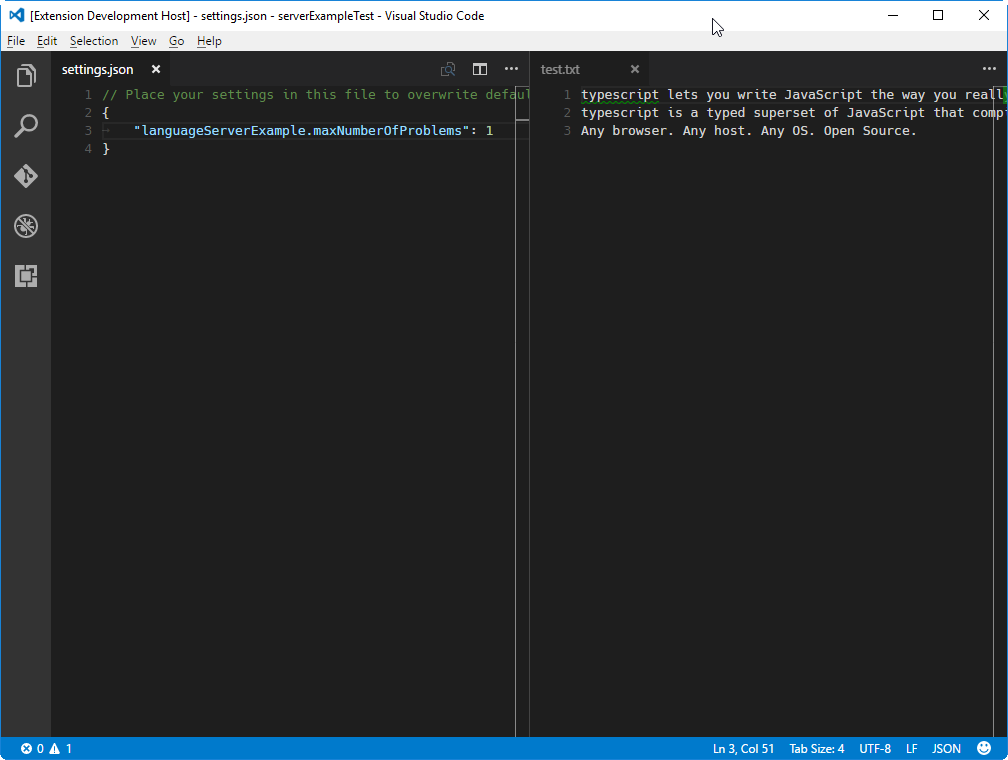 [Extension Development Host] - settings.json - serverExampleTest - Visual Studio Code
File Edit Selection View Go Help
settings.json
1 // Place your settings in this file to overwrite defaul
2 {
3 "languageServerExample.maxNumberOfProblems": 1
4 }
test.txt
1 typescript lets you write JavaScript the way you really
2 typescript is a typed superset of JavaScript that comp
3 Any browser. Any host. Any OS. Open Source.
0 1
Ln 3, Col 51 Tab Size: 4 UTF-8 LF JSON